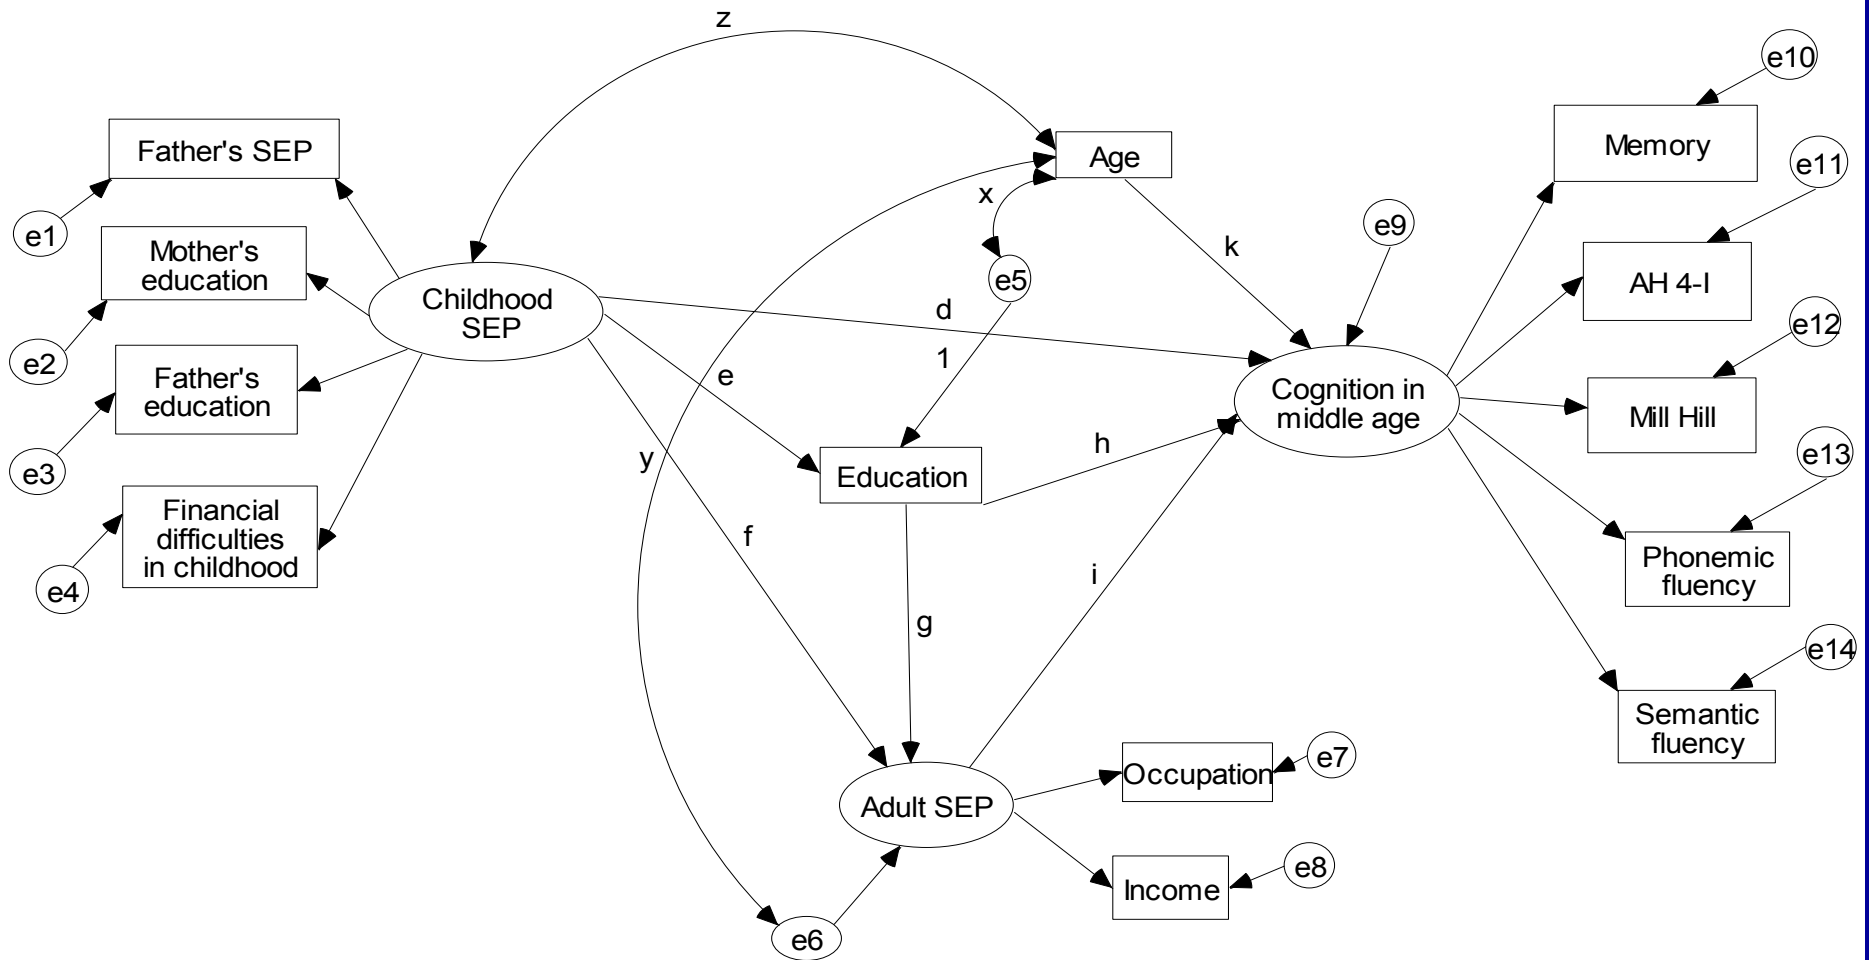 z
e10
Father's SEP
Age
Memory
e11
x
e1
e9
k
Mother's
education
e5
AH 4-I
Childhood
SEP
d
e12
1
e2
e
Father's
education
Cognition in
middle age
Mill Hill
h
e13
y
e3
Education
Financial
difficulties
in childhood
f
i
Phonemic
fluency
e4
g
e14
Semantic
fluency
e7
Occupation
Adult SEP
e8
Income
e6